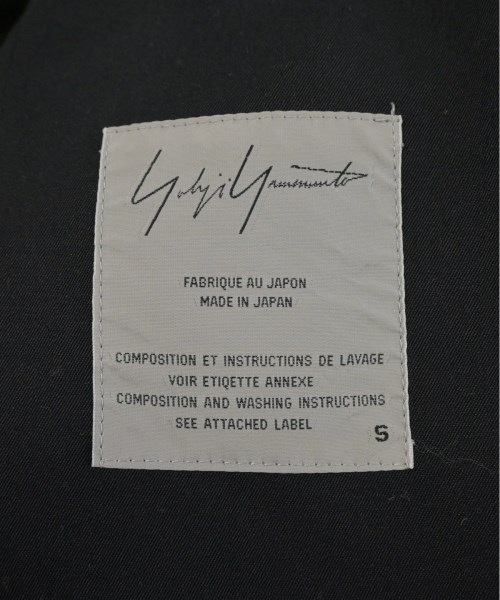 Yohji Yamamoto
FABRIQUE AU JAPON
MADE IN JAPAN
COMPOSITION ET INSTRUCTIONS DE LAVAGE
VOIR ETIQETTE ANNEXE
COMPOSITION AND WASHING INSTRUCTIONS
SEE ATTACHED LABEL
S